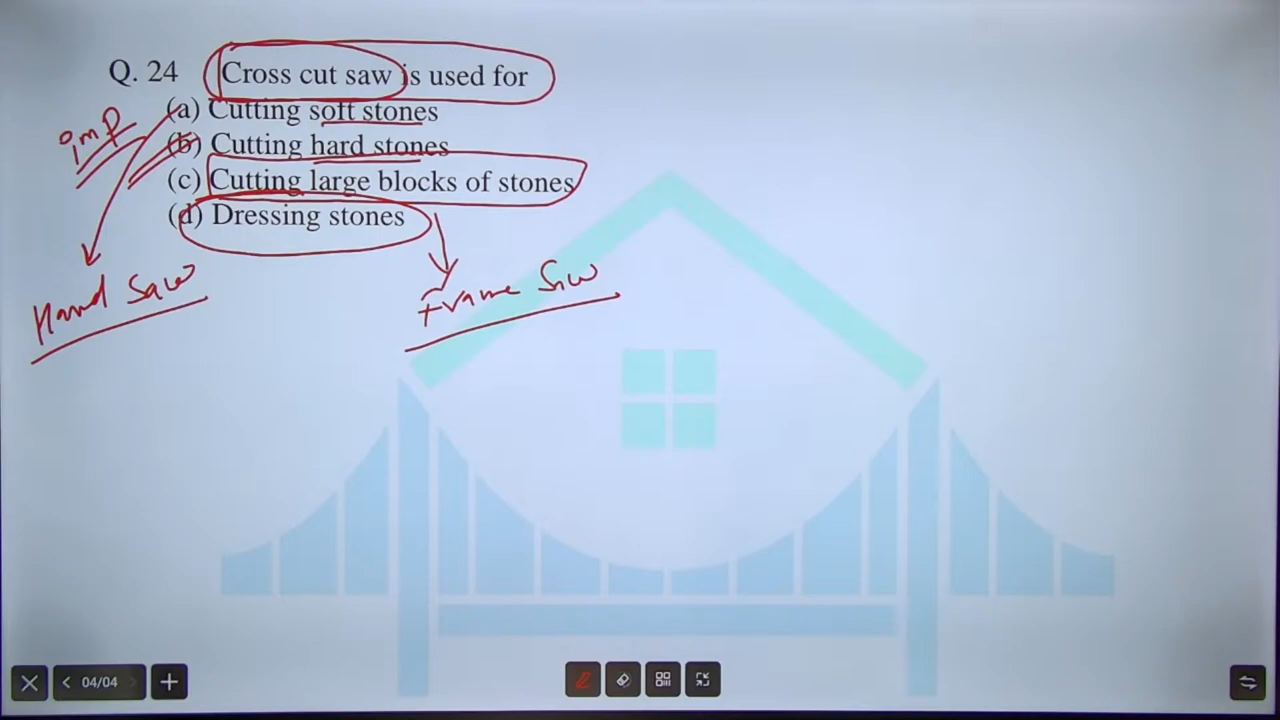 Q. 24 Cross cut saw is used for
(a) Cutting soft stones
imp
(b) Cutting hard stones
(c) Cutting large blocks of stones
(d) Dressing stones
Hand Saw
Frame Saw
04/04